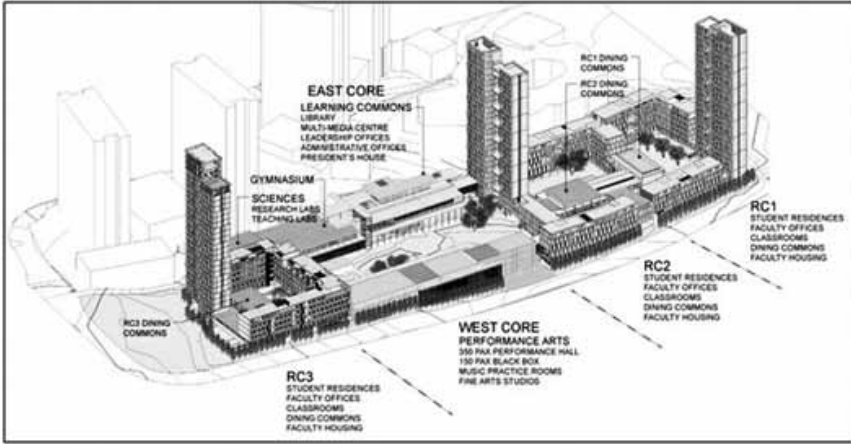 RC1 DINING
COMMONS
RC2 DINING
COMMONS
EAST CORE
LEARNING COMMONS
LIBRARY
MULTI-MEDIA CENTRE
LEADERSHIP OFFICES
ADMINISTRATIVE OFFICES
PRESIDENT'S HOUSE
GYMNASIUM
SCIENCES
RESEARCH LABS
TEACHING LABS
RC1
STUDENT RESIDENCES
FACULTY OFFICES
CLASSROOMS
DINING COMMONS
FACULTY HOUSING
RC2
STUDENT RESIDENCES
FACULTY OFFICES
CLASSROOMS
DINING COMMONS
FACULTY HOUSING
RC3 DINING
COMMONS
WEST CORE
PERFORMANCE ARTS
350 PAX PERFORMANCE HALL
150 PAX BLACK BOX
MUSIC PRACTICE ROOMS
FINE ARTS STUDIOS
RC3
STUDENT RESIDENCES
FACULTY OFFICES
CLASSROOMS
DINING COMMONS
FACULTY HOUSING